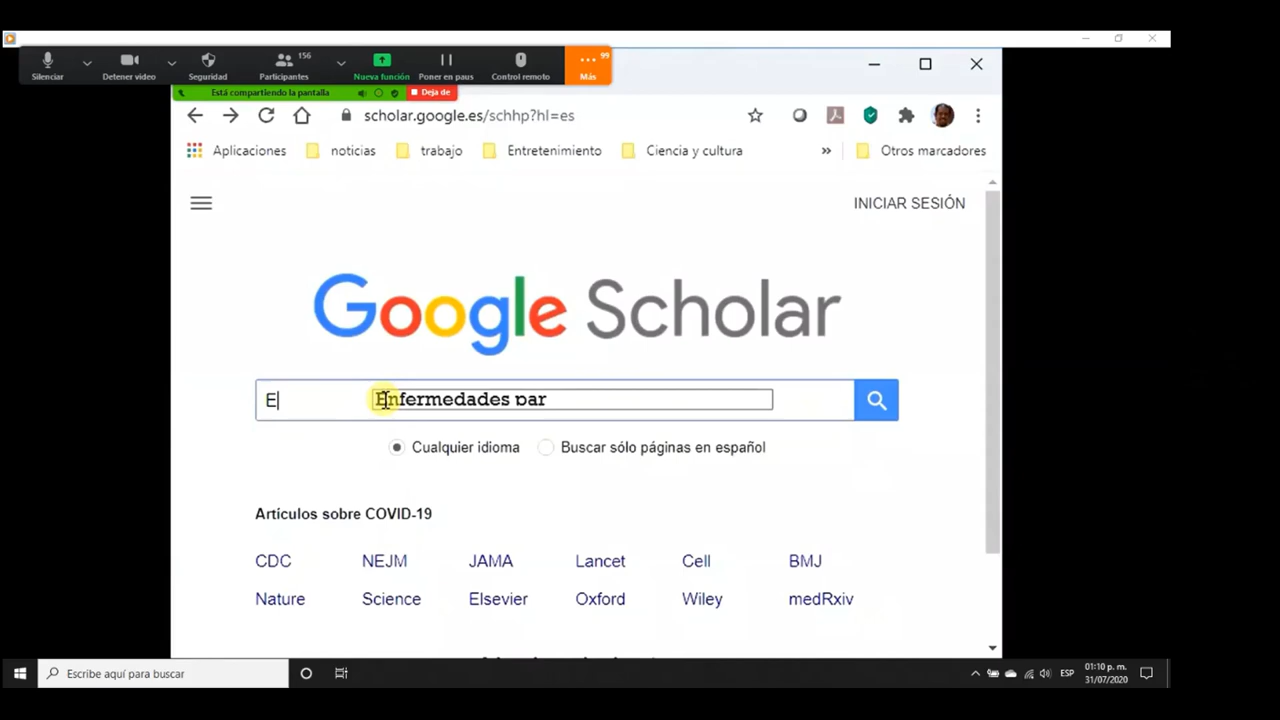 156
99
Silenciar
Detener video
Seguridad
Participantes
Nueva función
Poner en paus
Control remoto
Más
Está compartiendo la pantalla
Deja de
scholar.google.es/schhp?hl=es
Aplicaciones
noticias
trabajo
Entretenimiento
Ciencia y cultura
»
Otros marcadores
INICIAR SESIÓN
Google Scholar
E
Enfermedades par
Cualquier idioma
Buscar sólo páginas en español
Artículos sobre COVID-19
CDC
NEJM
JAMA
Lancet
Cell
BMJ
Nature
Science
Elsevier
Oxford
Wiley
medRxiv
Escribe aquí para buscar
ESP
01:10 p. m.
31/07/2020